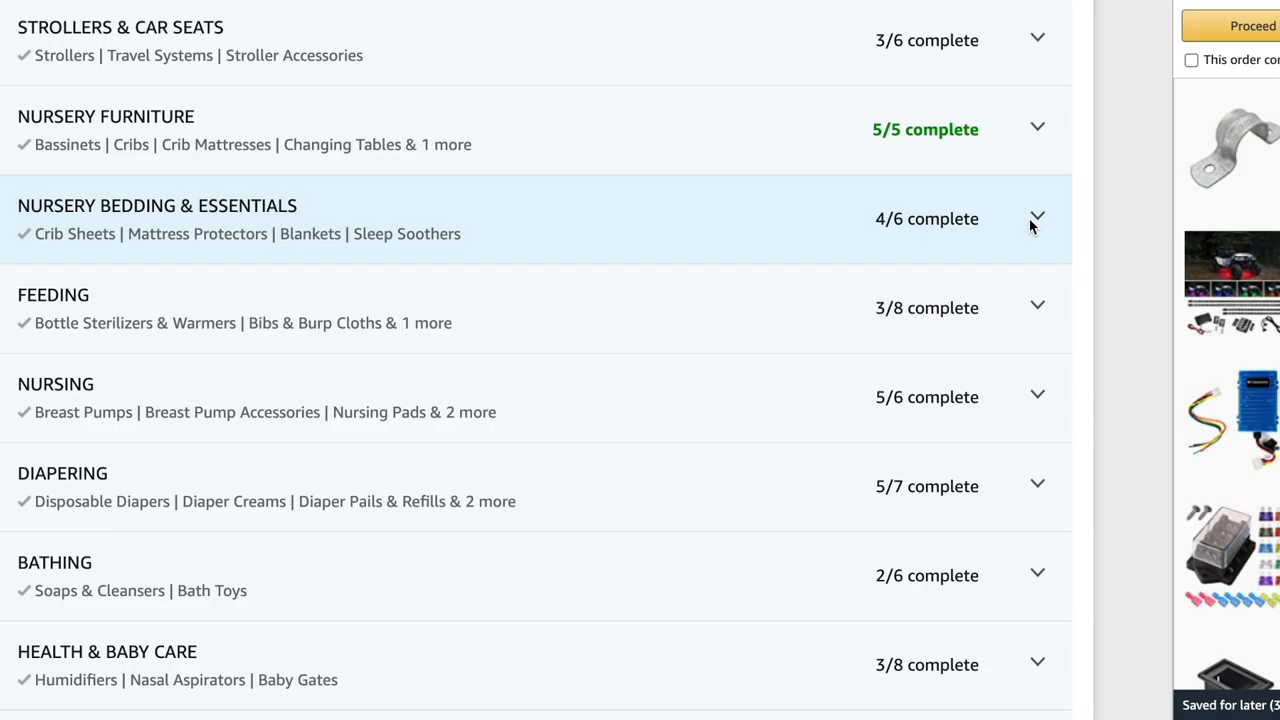 STROLLERS & CAR SEATS
Strollers | Travel Systems | Stroller Accessories
3/6 complete
NURSERY FURNITURE
Bassinets | Cribs | Crib Mattresses | Changing Tables & 1 more
5/5 complete
NURSERY BEDDING & ESSENTIALS
Crib Sheets | Mattress Protectors | Blankets | Sleep Soothers
4/6 complete
FEEDING
Bottle Sterilizers & Warmers | Bibs & Burp Cloths & 1 more
3/8 complete
NURSING
Breast Pumps | Breast Pump Accessories | Nursing Pads & 2 more
5/6 complete
DIAPERING
Disposable Diapers | Diaper Creams | Diaper Pails & Refills & 2 more
5/7 complete
BATHING
Soaps & Cleansers | Bath Toys
2/6 complete
HEALTH & BABY CARE
Humidifiers | Nasal Aspirators | Baby Gates
3/8 complete
Proceed
This order con
Saved for later (3